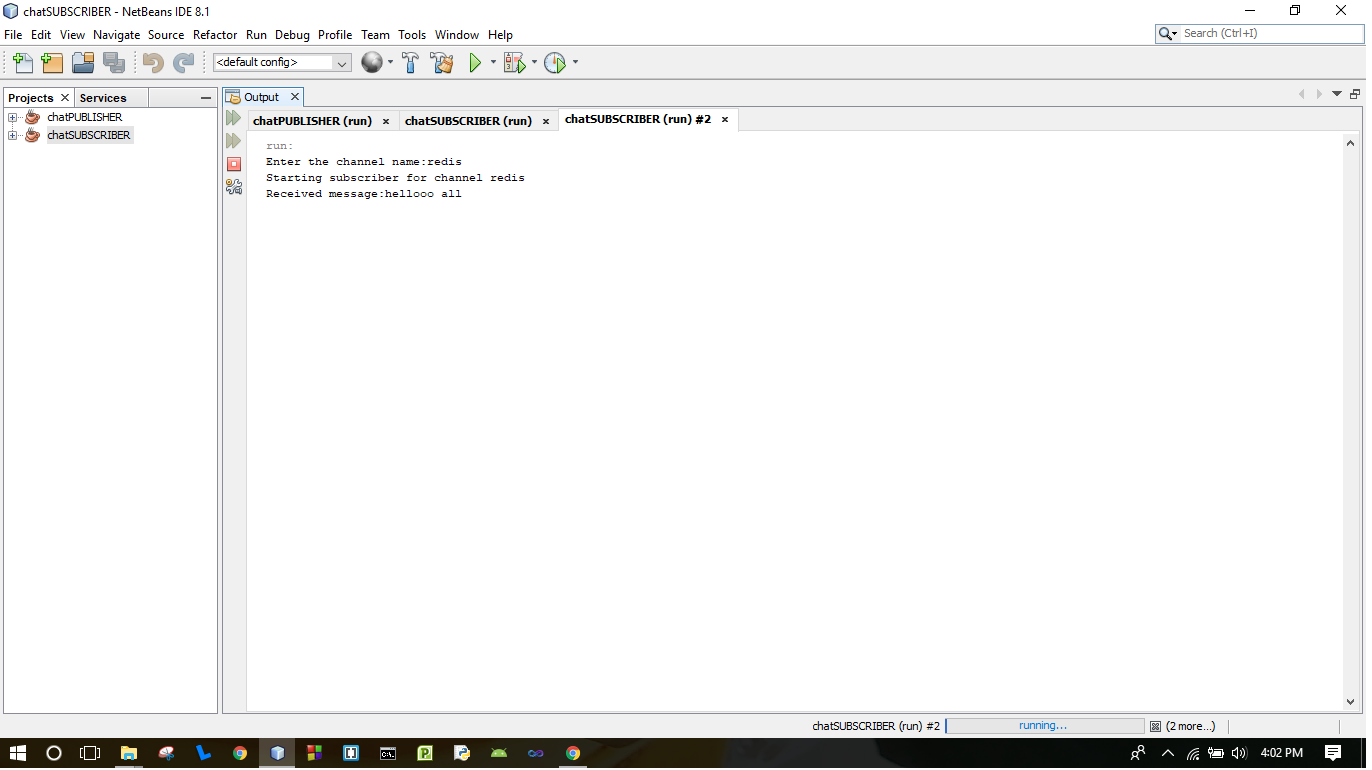 chatSUBSCRIBER - NetBeans IDE 8.1
File Edit View Navigate Source Refactor Run Debug Profile Team Tools Window Help
Search (Ctrl+I)
<default config>
Projects Services
chatPUBLISHER
chatSUBSCRIBER
Output
chatPUBLISHER (run) chatSUBSCRIBER (run) chatSUBSCRIBER (run) #2
run:
Enter the channel name:redis
Starting subscriber for channel redis
Received message:hellooo all
chatSUBSCRIBER (run) #2 running... (2 more...)
4:02 PM